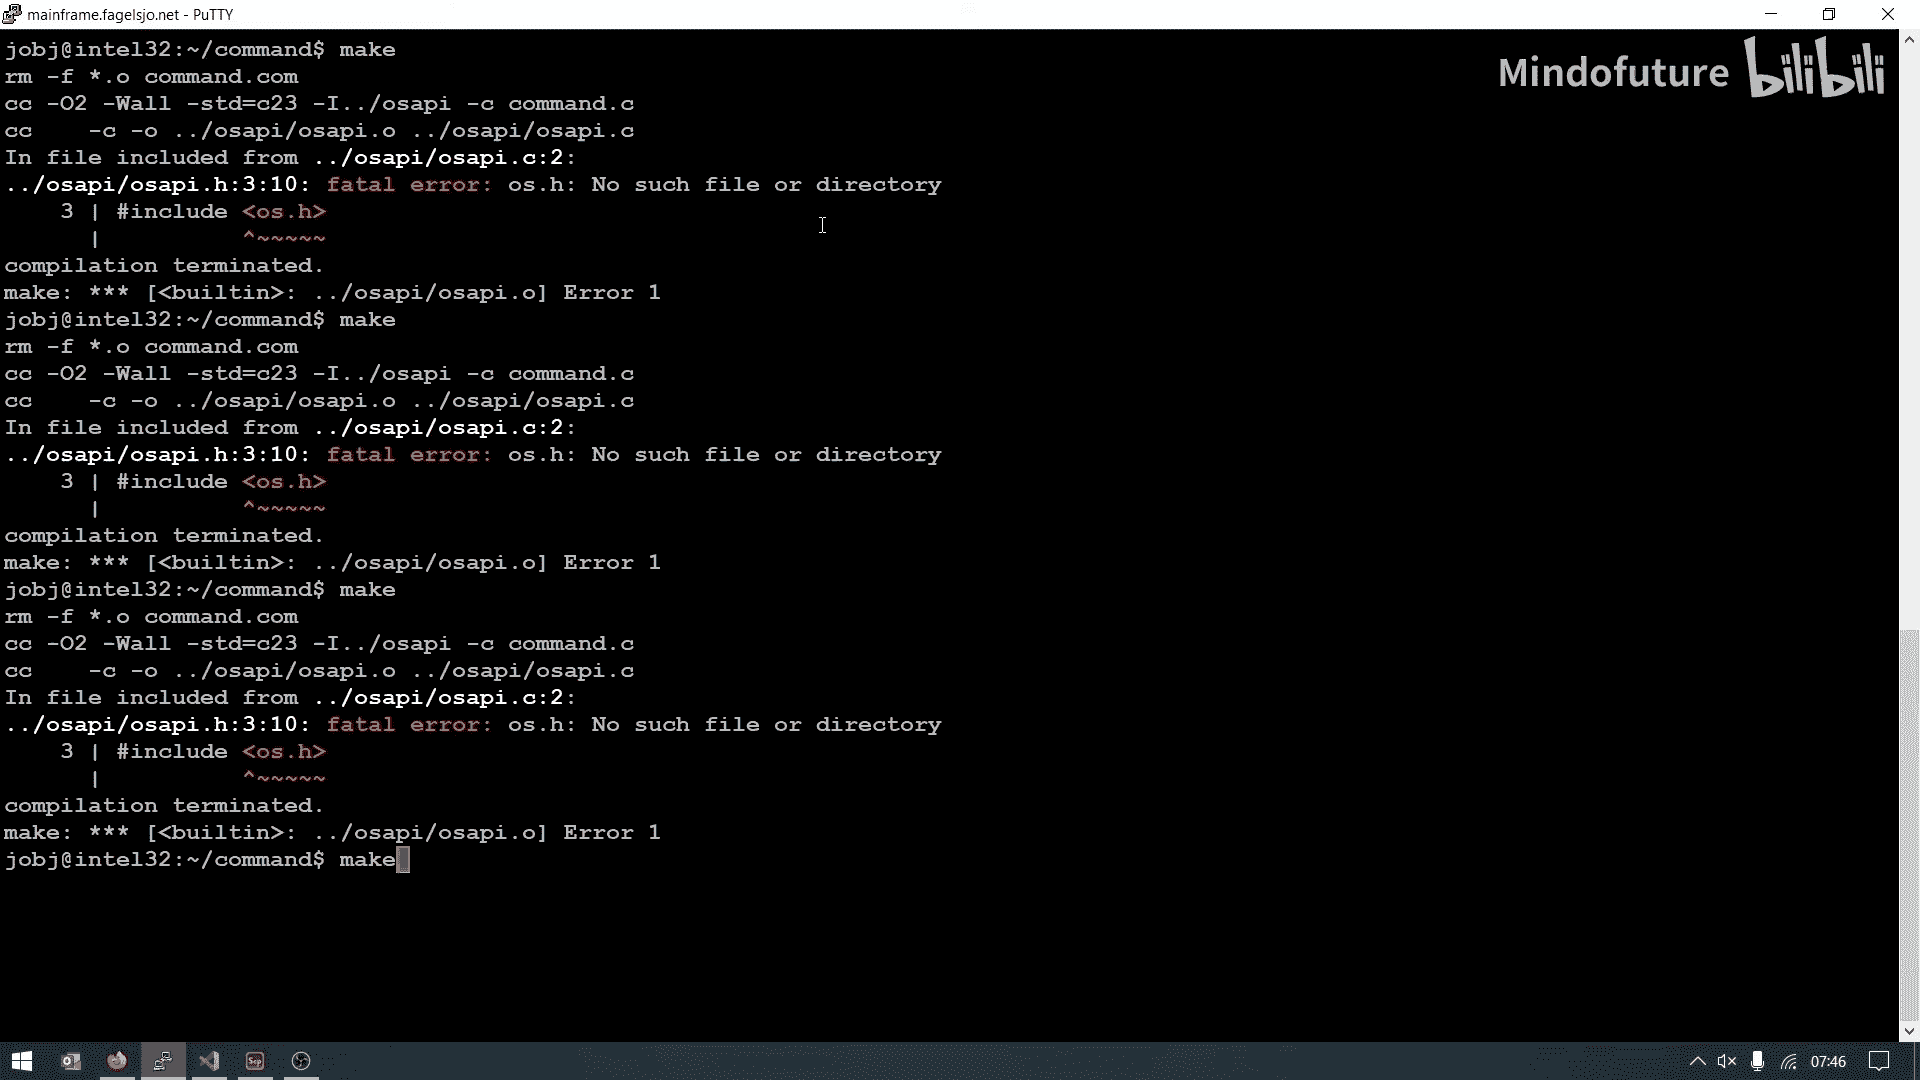 mainframe.fagelsjo.net - PuTTY
jobj@intel32:~/command$ make
rm -f *.o command.com
cc -O2 -Wall -std=c23 -I../osapi -c command.c
cc    -c -o ../osapi/osapi.o ../osapi/osapi.c
In file included from ../osapi/osapi.c:2:
../osapi/osapi.h:3:10: fatal error: os.h: No such file or directory
    3 | #include <os.h>
      |          ^~~~~~
compilation terminated.
make: *** [<builtin>: ../osapi/osapi.o] Error 1
jobj@intel32:~/command$ make
rm -f *.o command.com
cc -O2 -Wall -std=c23 -I../osapi -c command.c
cc    -c -o ../osapi/osapi.o ../osapi/osapi.c
In file included from ../osapi/osapi.c:2:
../osapi/osapi.h:3:10: fatal error: os.h: No such file or directory
    3 | #include <os.h>
      |          ^~~~~~
compilation terminated.
make: *** [<builtin>: ../osapi/osapi.o] Error 1
jobj@intel32:~/command$ make
rm -f *.o command.com
cc -O2 -Wall -std=c23 -I../osapi -c command.c
cc    -c -o ../osapi/osapi.o ../osapi/osapi.c
In file included from ../osapi/osapi.c:2:
../osapi/osapi.h:3:10: fatal error: os.h: No such file or directory
    3 | #include <os.h>
      |          ^~~~~~
compilation terminated.
make: *** [<builtin>: ../osapi/osapi.o] Error 1
jobj@intel32:~/command$ make
Mindofuture bilibili
07:46